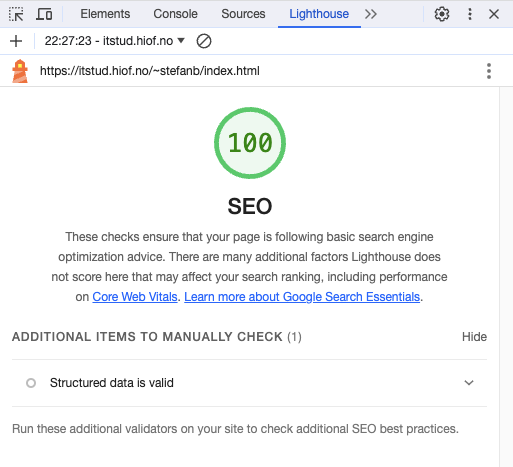 Elements Console Sources Lighthouse
22:27:23 - itstud.hiof.no
https://itstud.hiof.no/~stefanb/index.html
100
SEO
These checks ensure that your page is following basic search engine
optimization advice. There are many additional factors Lighthouse does
not score here that may affect your search ranking, including performance
on Core Web Vitals. Learn more about Google Search Essentials.
ADDITIONAL ITEMS TO MANUALLY CHECK (1) Hide
Structured data is valid
Run these additional validators on your site to check additional SEO best practices.